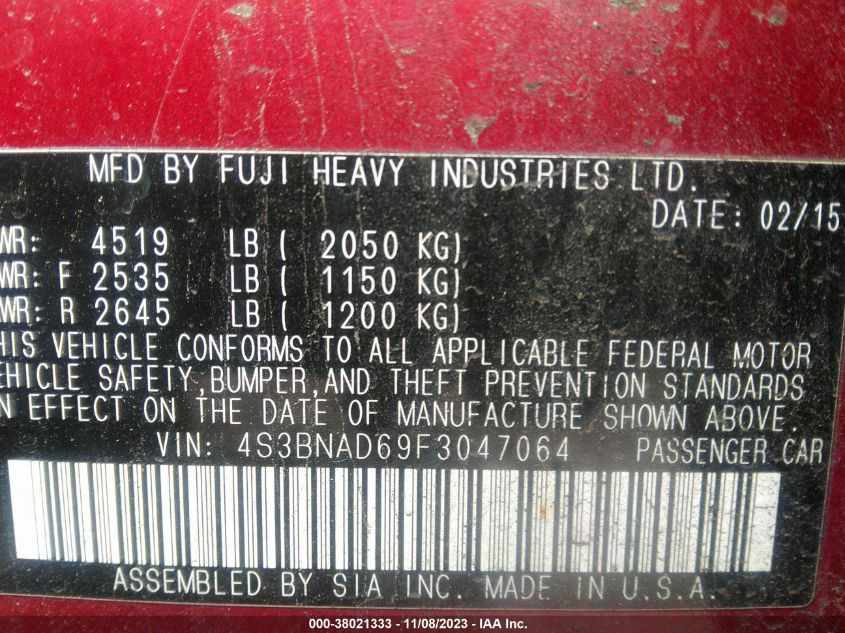 MFD BY FUJI HEAVY INDUSTRIES LTD.
DATE: 02/15
WR: 4519 LB ( 2050 KG)
WR: F 2535 LB ( 1150 KG)
WR: R 2645 LB ( 1200 KG)
HIS VEHICLE CONFORMS TO ALL APPLICABLE FEDERAL MOTOR
EHICLE SAFETY,BUMPER,AND THEFT PREVENTION STANDARDS
N EFFECT ON THE DATE OF MANUFACTURE SHOWN ABOVE.
VIN: 4S3BNAD69F3047064 PASSENGER CAR
ASSEMBLED BY SIA INC. MADE IN U.S.A.
000-38021333 - 11/08/2023 - IAA Inc.